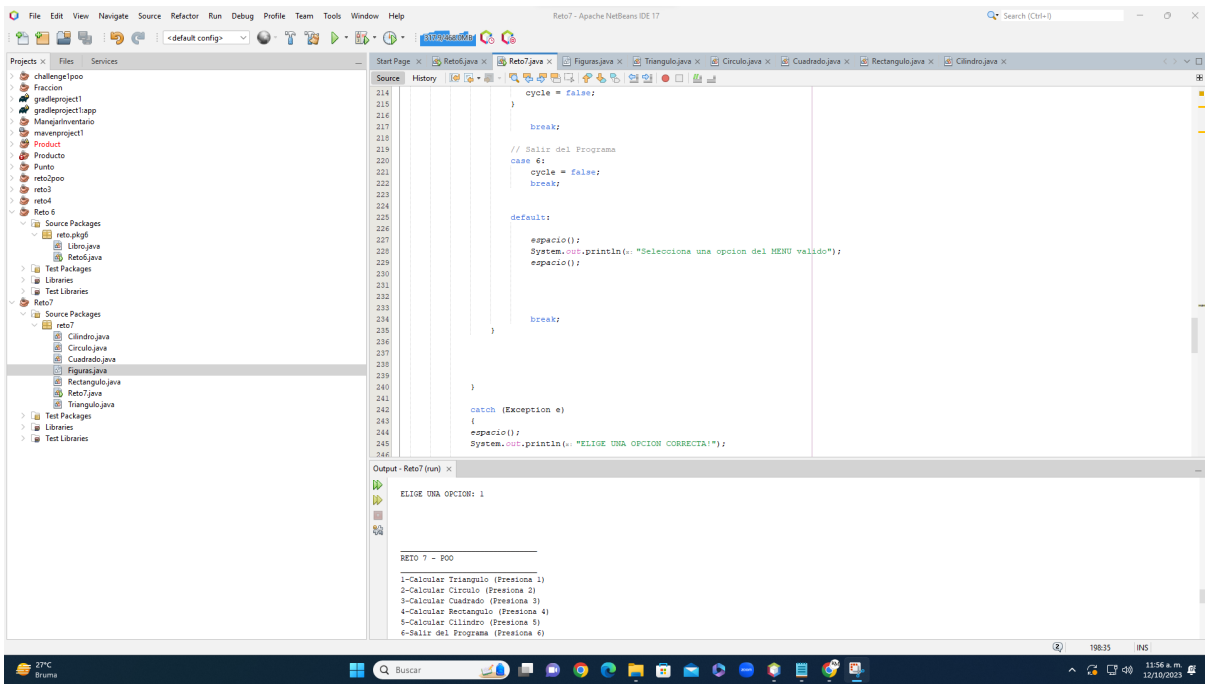 File Edit View Navigate Source Refactor Run Debug Profile Team Tools Window Help
Reto7 - Apache NetBeans IDE 17
Search (Ctrl+I)
<default config>
Projects Files Services
Start Page Reto6.java Reto7.java Figuras.java Triangulo.java Circulo.java Cuadrado.java Rectangulo.java Cilindro.java
Source History
challenge1poo
Fraccion
gradleproject1
gradleproject1:app
ManejarInventario
mavenproject1
Product
Producto
Punto
reto2poo
reto3
reto4
Reto 6
Source Packages
reto.pkg6
Libro.java
Reto6.java
Test Packages
Libraries
Test Libraries
Reto7
Source Packages
reto7
Cilindro.java
Circulo.java
Cuadrado.java
Figuras.java
Rectangulo.java
Reto7.java
Triangulo.java
Test Packages
Libraries
Test Libraries
214 cycle = false;
215 }
216
217 break;
218
219 // Salir del Programa
220 case 6:
221 cycle = false;
222 break;
223
224
225 default:
226
227 espacio();
228 System.out.println(x: "Selecciona una opcion del MENU valido");
229 espacio();
230
231
232
233
234 break;
235 }
236
237
238
239
240 }
241
242 catch (Exception e)
243 {
244 espacio();
245 System.out.println(x: "ELIGE UNA OPCION CORRECTA!");
246
Output - Reto7 (run)
ELIGE UNA OPCION: 1
RETO 7 - POO
1-Calcular Triangulo (Presiona 1)
2-Calcular Circulo (Presiona 2)
3-Calcular Cuadrado (Presiona 3)
4-Calcular Rectangulo (Presiona 4)
5-Calcular Cilindro (Presiona 5)
6-Salir del Programa (Presiona 6)
198:35 INS
27°C
Bruma
Buscar
11:56 a. m.
12/10/2023